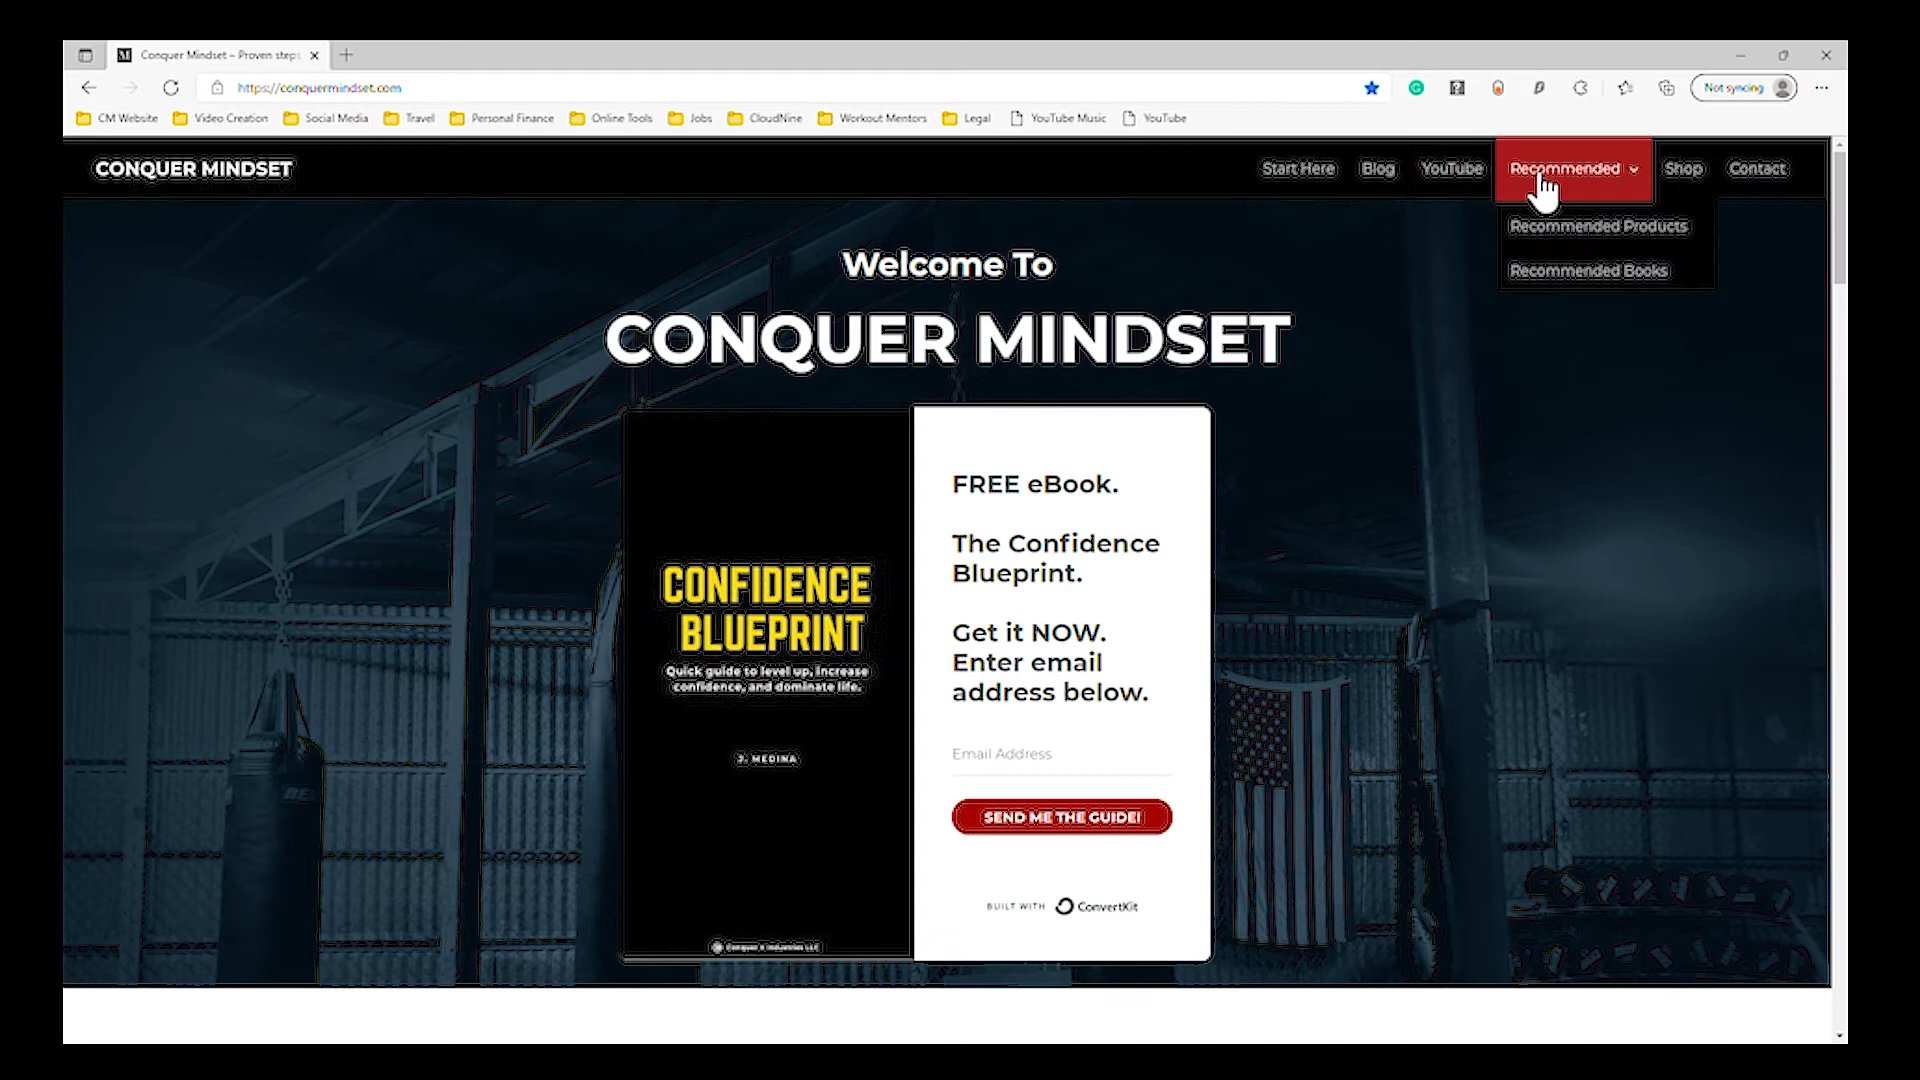 Conquer Mindset – Proven steps
https://conquermindset.com
Not syncing
CM Website
Video Creation
Social Media
Travel
Personal Finance
Online Tools
Jobs
CloudNine
Workout Mentors
Legal
YouTube Music
YouTube
CONQUER MINDSET
Start Here
Blog
YouTube
Recommended
Shop
Contact
Recommended Products
Recommended Books
Welcome To
CONQUER MINDSET
CONFIDENCE
BLUEPRINT
Quick guide to level up, increase
confidence, and dominate life.
J. MEDINA
Conquer X Industries LLC
FREE eBook.
The Confidence
Blueprint.
Get it NOW.
Enter email
address below.
Email Address
SEND ME THE GUIDE!
BUILT WITH ConvertKit